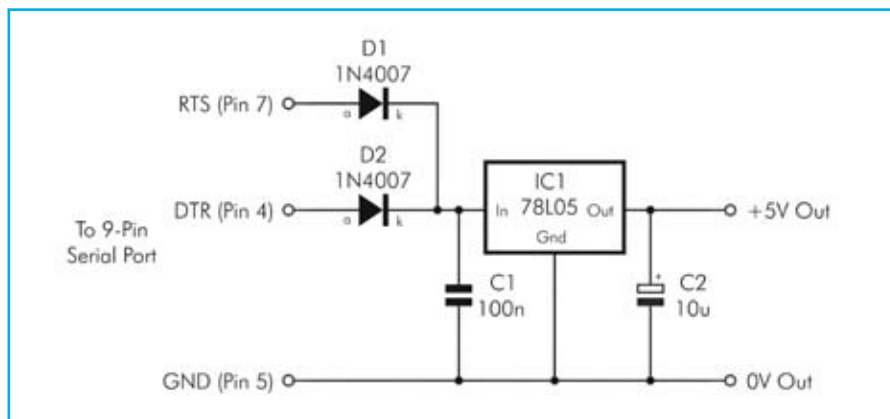 D1
1N4007
RTS (Pin 7)
a
k
D2
1N4007
DTR (Pin 4)
a
k
To 9-Pin
Serial Port
IC1
In 78L05 Out
Gnd
+5V Out
C1
100n
+
C2
10u
GND (Pin 5)
0V Out